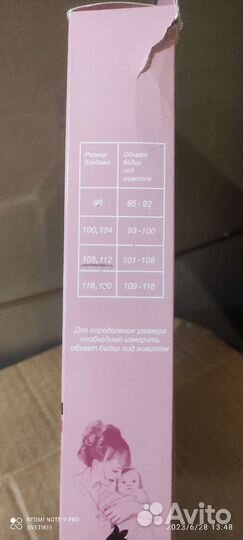 Размер бандажа
Обхват бёдер под животом
96
85 - 92
100, 104
93 - 100
108, 112
101 - 108
116, 120
109 - 116
Для определения размера
необходимо измерить
обхват бедер под животом
REDMI NOTE 9 PRO
SVETIK!!!
Avito
2023/6/28 13:48